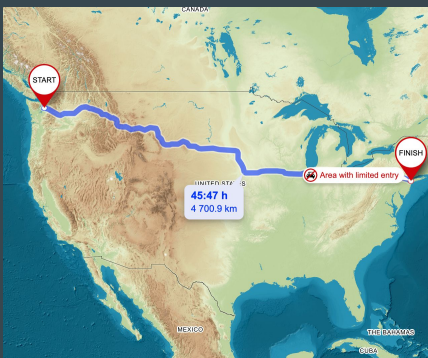 CANADA
START
FINISH
Area with limited entry
UNITED STATES
45:47 h
4 700.9 km
MEXICO
THE BAHAMAS
CUBA